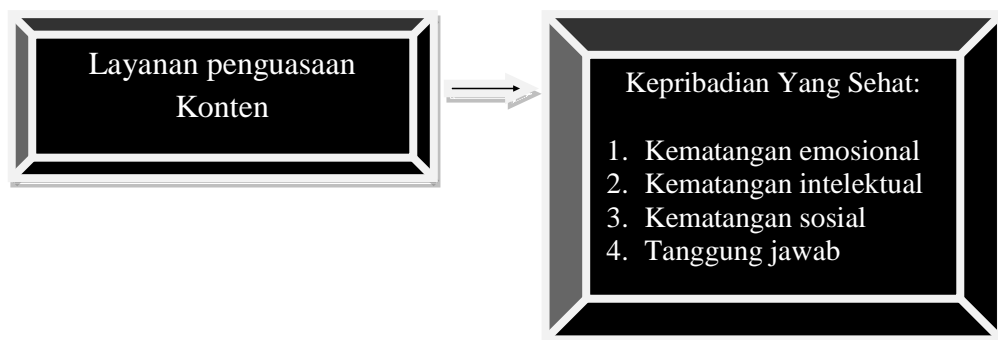 Layanan penguasaan
Konten
Kepribadian Yang Sehat:
1. Kematangan emosional
2. Kematangan intelektual
3. Kematangan sosial
4. Tanggung jawab